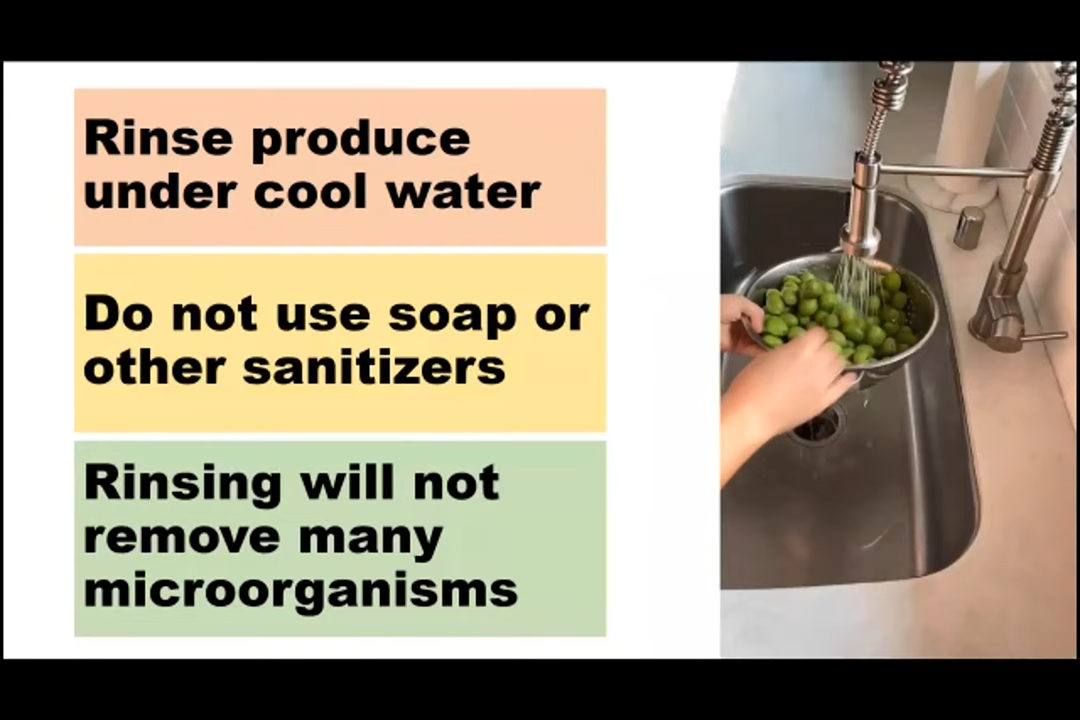 Rinse produce
under cool water
Do not use soap or
other sanitizers
Rinsing will not
remove many
microorganisms